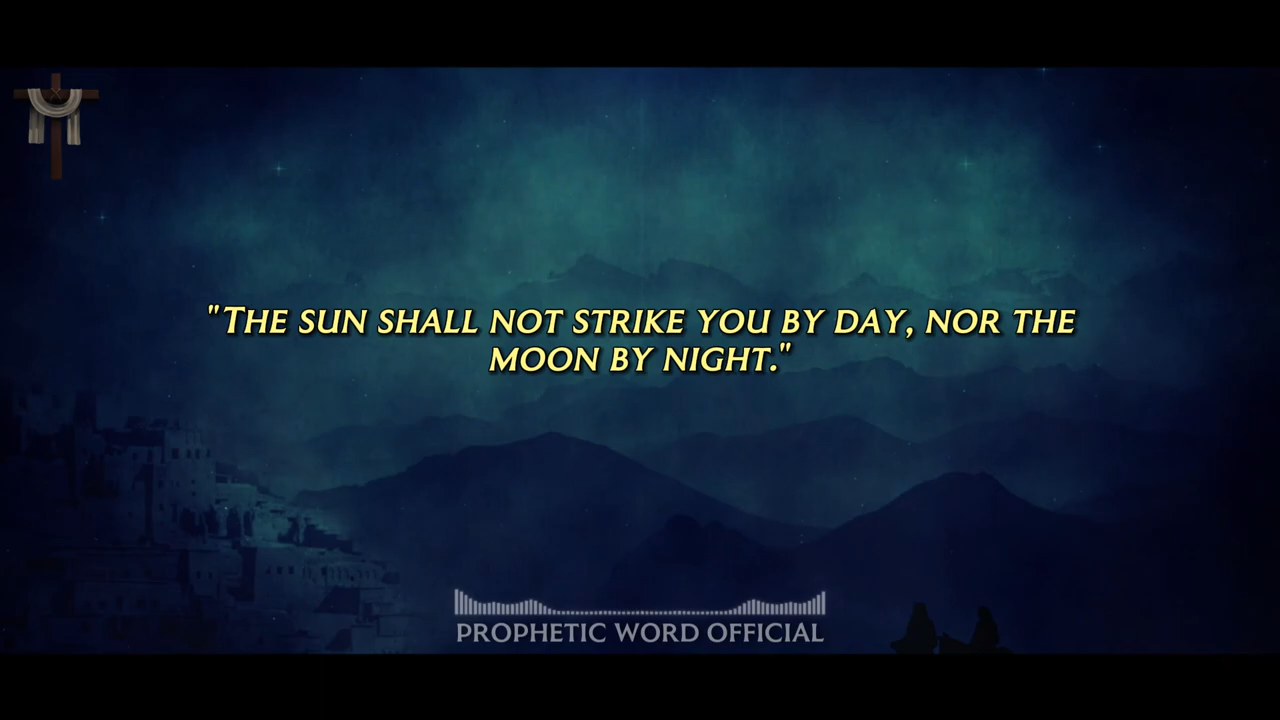 "The sun shall not strike you by day, nor the
moon by night."
PROPHETIC WORD OFFICIAL